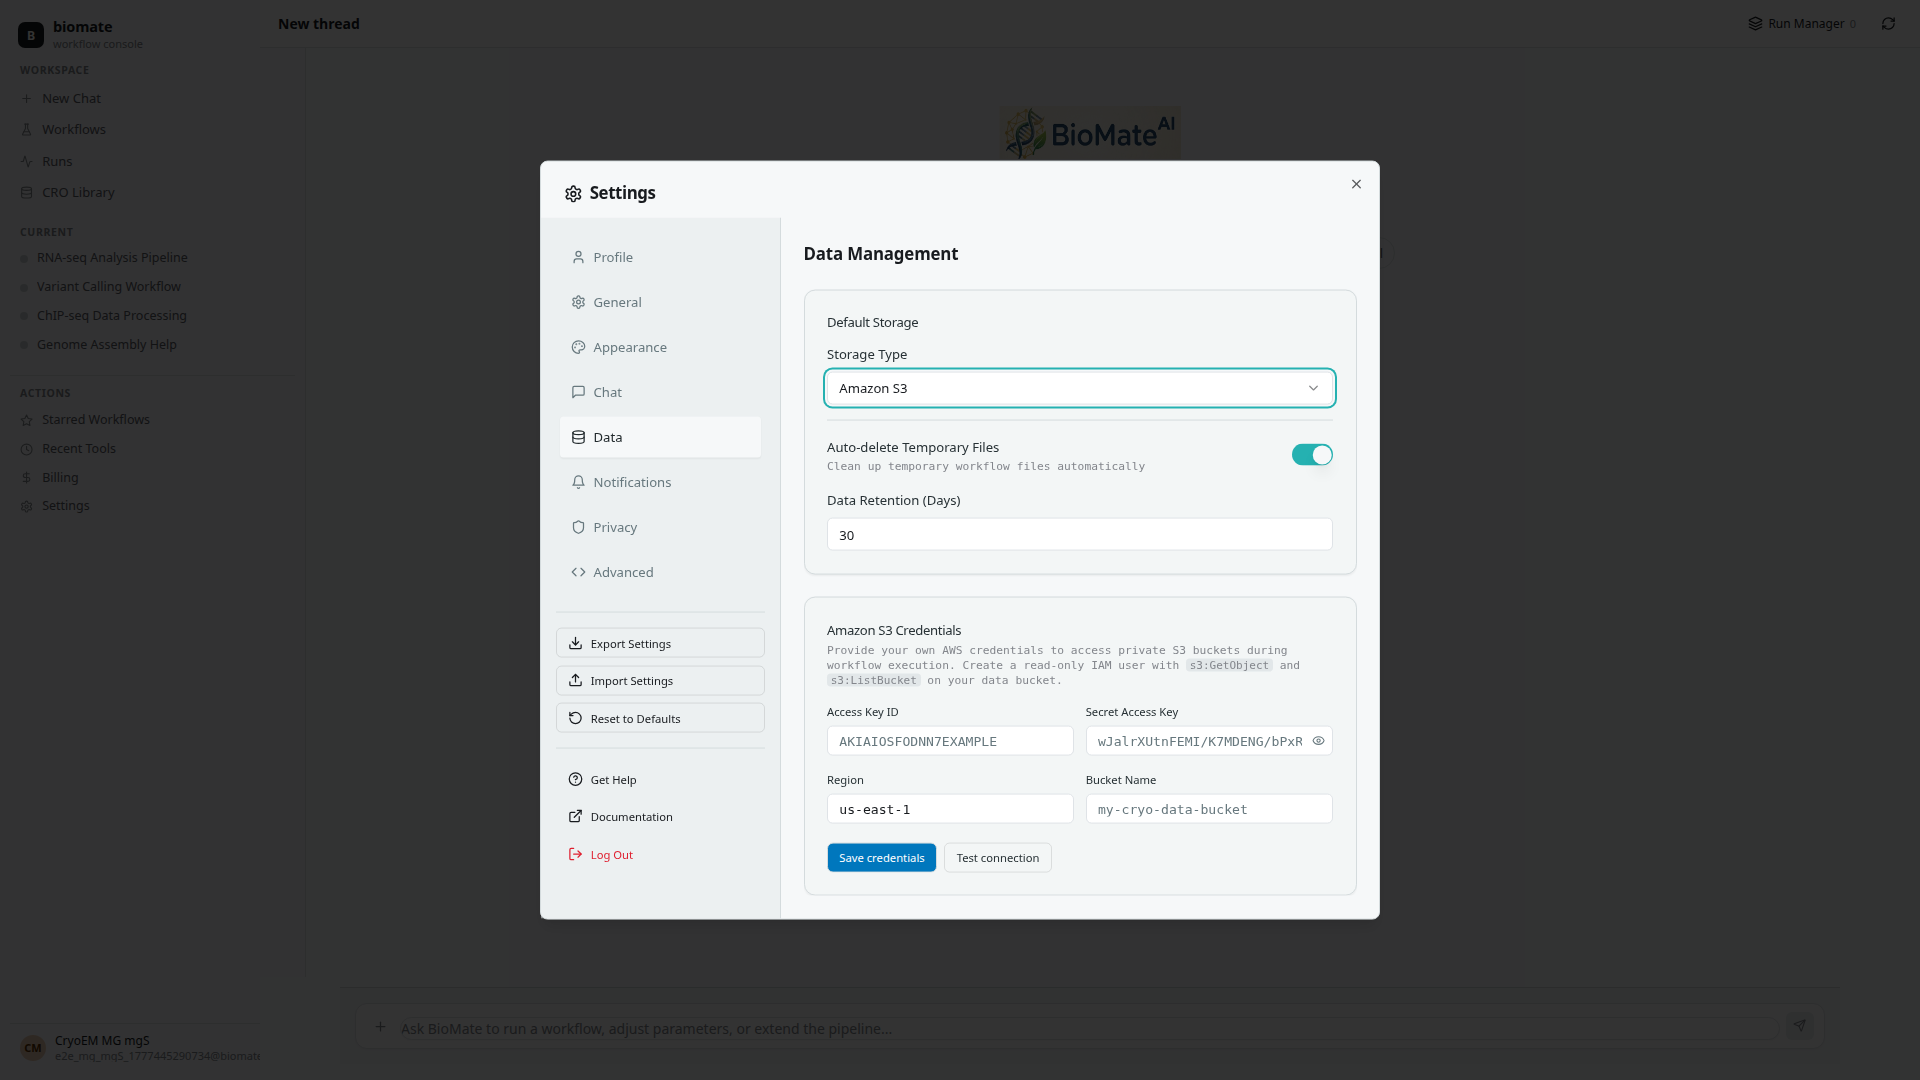 B
biomate
workflow console
New thread
Run Manager 0
WORKSPACE
New Chat
Workflows
Runs
CRO Library
CURRENT
RNA-seq Analysis Pipeline
Variant Calling Workflow
ChIP-seq Data Processing
Genome Assembly Help
ACTIONS
Starred Workflows
Recent Tools
Billing
Settings
CM
CryoEM MG mgS
e2e_mg_mgS_1777445290734@biomate
BioMate AI
Settings
Profile
General
Appearance
Chat
Data
Notifications
Privacy
Advanced
Export Settings
Import Settings
Reset to Defaults
Get Help
Documentation
Log Out
Data Management
Default Storage
Storage Type
Amazon S3
Auto-delete Temporary Files
Clean up temporary workflow files automatically
Data Retention (Days)
30
Amazon S3 Credentials
Provide your own AWS credentials to access private S3 buckets during
workflow execution. Create a read-only IAM user with s3:GetObject and
s3:ListBucket on your data bucket.
Access Key ID
Secret Access Key
AKIAIOSFODNN7EXAMPLE
wJalrXUtnFEMI/K7MDENG/bPxR
Region
Bucket Name
us-east-1
my-cryo-data-bucket
Save credentials
Test connection
Ask BioMate to run a workflow, adjust parameters, or extend the pipeline...